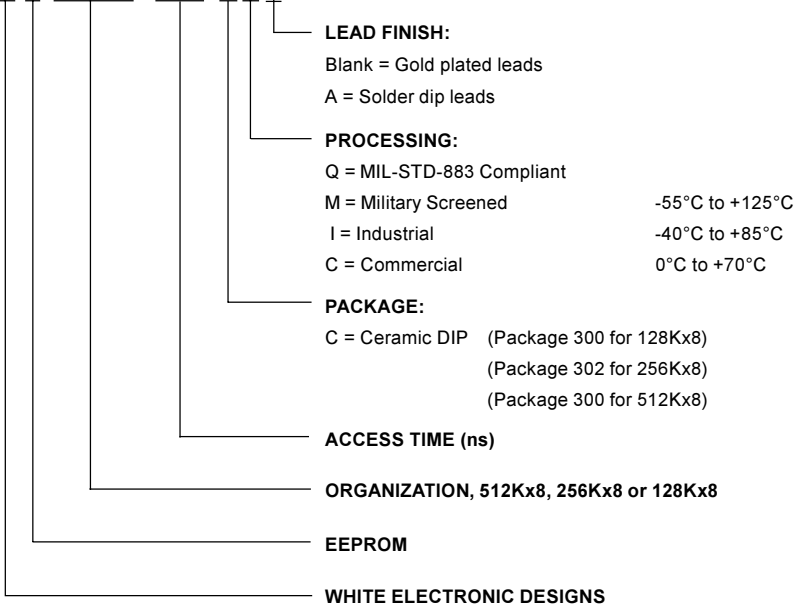 LEAD FINISH:
Blank = Gold plated leads
A = Solder dip leads
PROCESSING:
Q = MIL-STD-883 Compliant
M = Military Screened -55°C to +125°C
I = Industrial -40°C to +85°C
C = Commercial 0°C to +70°C
PACKAGE:
C = Ceramic DIP (Package 300 for 128Kx8)
(Package 302 for 256Kx8)
(Package 300 for 512Kx8)
ACCESS TIME (ns)
ORGANIZATION, 512Kx8, 256Kx8 or 128Kx8
EEPROM
WHITE ELECTRONIC DESIGNS